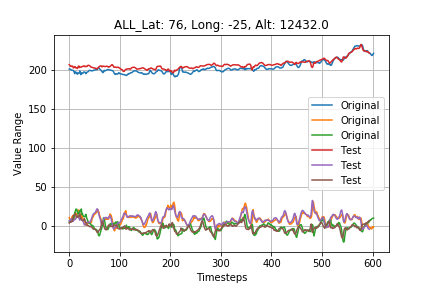 ALL_Lat: 76, Long: -25, Alt: 12432.0
Value Range
200
150
100
50
0
Original
Original
Original
Test
Test
Test
0
100
200
300
400
500
600
Timesteps